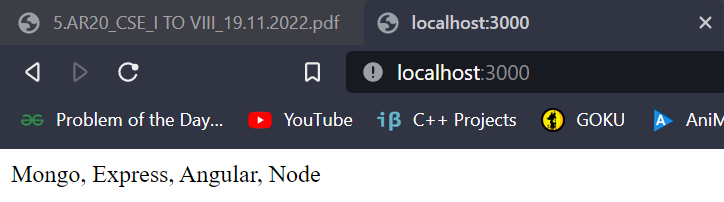 5.AR20_CSE_I TO VIII_19.11.2022.pdf localhost:3000
localhost:3000
Problem of the Day... YouTube iβ C++ Projects GOKU AniM
Mongo, Express, Angular, Node